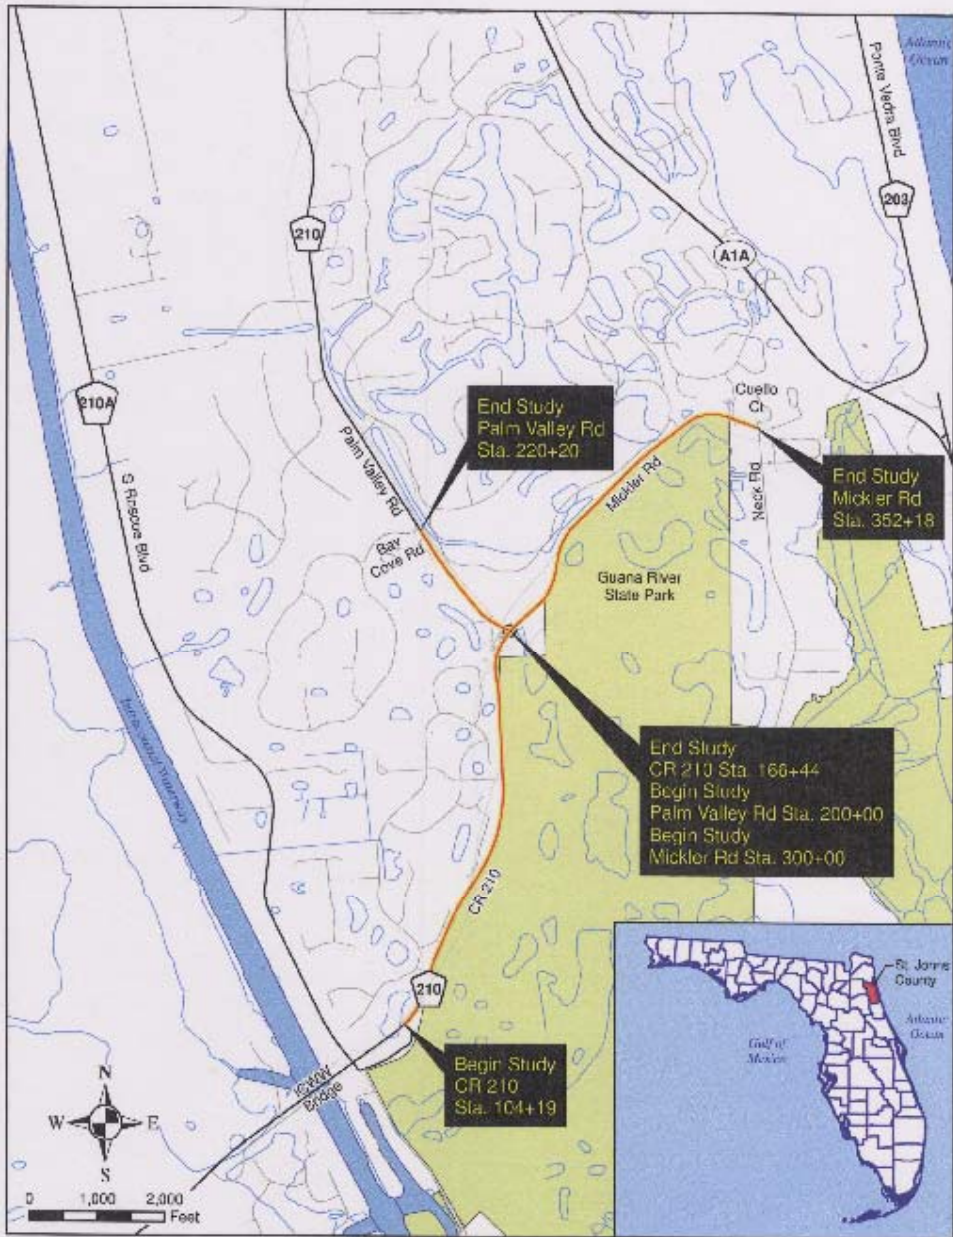 Atlantic
Ocean
Ponte Vedra Blvd
203
210
A1A
210A
S Roscoe Blvd
Palm Valley Rd
End Study
Palm Valley Rd
Sta. 220+20
Cuello
Ct
Mickler Rd
Neck Rd
End Study
Mickler Rd
Sta. 352+18
Bay
Cove Rd
Guana River
State Park
Intracoastal Waterway
End Study
CR 210 Sta. 166+44
Begin Study
Palm Valley Rd Sta. 200+00
Begin Study
Mickler Rd Sta. 300+00
CR 210
210
Begin Study
CR 210
Sta. 104+19
ICWW
Bridge
N
W
E
S
0
1,000
2,000
Feet
St. Johns
County
Gulf of
Mexico
Atlantic
Ocean